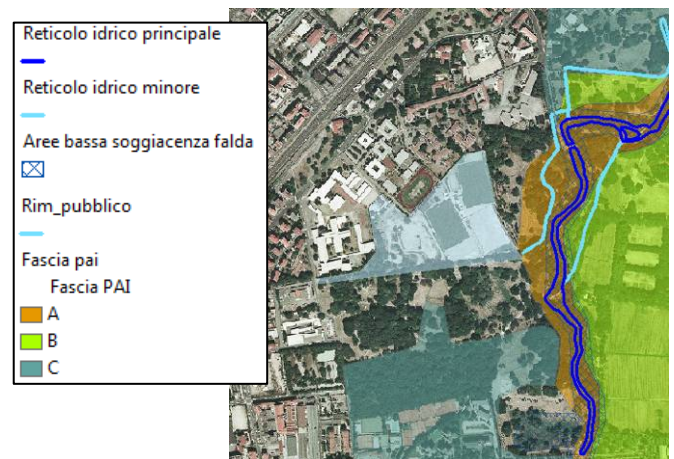 Reticolo idrico principale
Reticolo idrico minore
Aree bassa soggiacenza falda
Rim_pubblico
Fascia pai
Fascia PAI
A
B
C